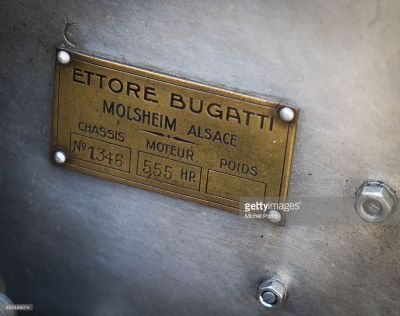 ETTORE BUGATTI
MOLSHEIM ALSACE
CHASSIS MOTEUR POIDS
Nº 1346 555 HP.
gettyimages
Michel Porro